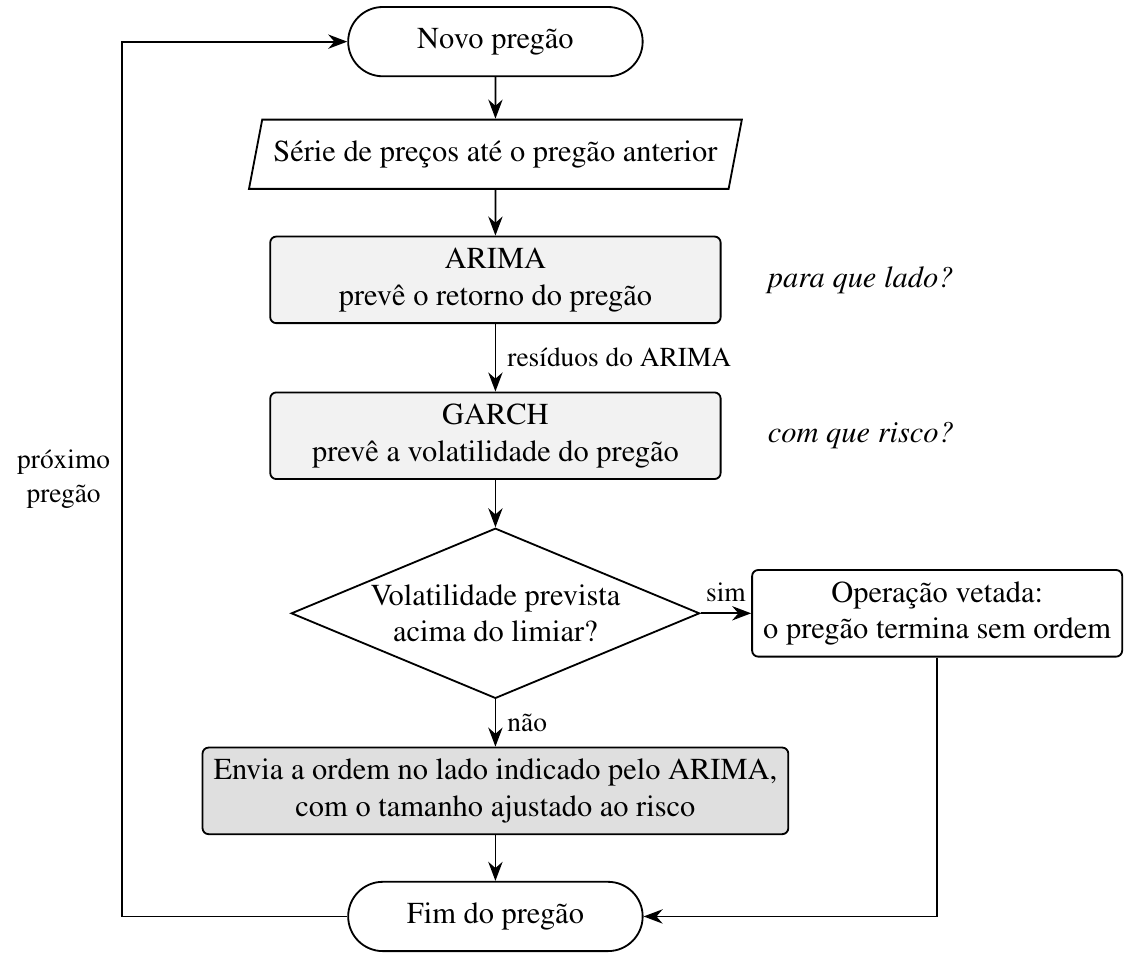 Novo pregão
Série de preços até o pregão anterior
ARIMA
prevê o retorno do pregão
para que lado?
resíduos do ARIMA
GARCH
prevê a volatilidade do pregão
com que risco?
próximo
pregão
Volatilidade prevista
acima do limiar?
sim
Operação vetada:
o pregão termina sem ordem
não
Envia a ordem no lado indicado pelo ARIMA,
com o tamanho ajustado ao risco
Fim do pregão